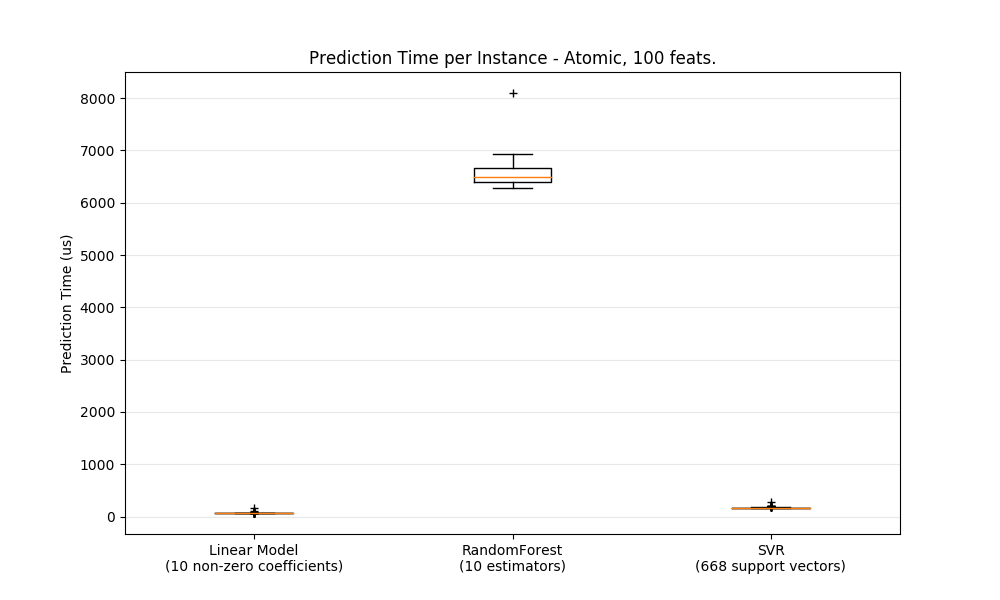 Prediction Time per Instance - Atomic, 100 feats.
Prediction Time (us)
8000
7000
6000
5000
4000
3000
2000
1000
0
Linear Model
(10 non-zero coefficients)
RandomForest
(10 estimators)
SVR
(668 support vectors)